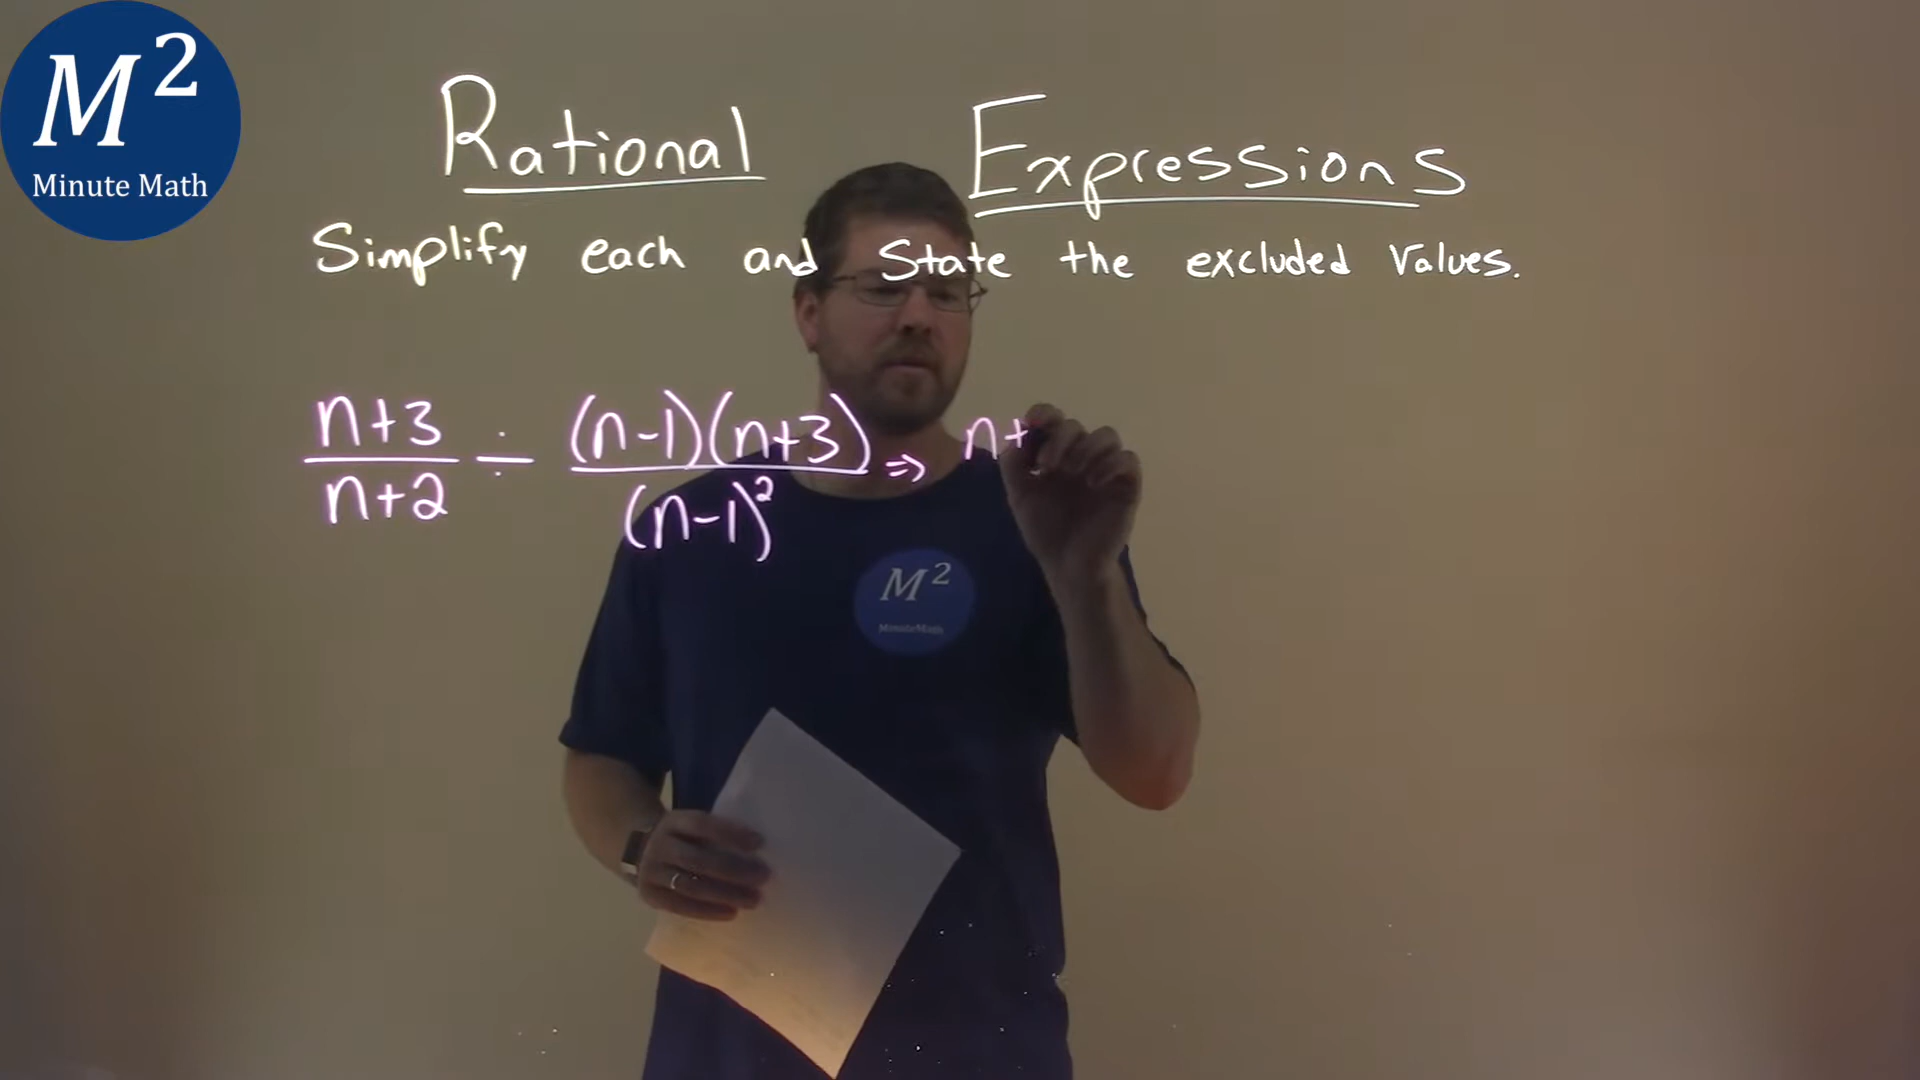 M²
Minute Math
Rational Expressions
Simplify each and State the excluded Values.
n+3 (n-1)(n+3) n+
÷ ⇒
n+2 (n-1)²
M²
MinuteMath